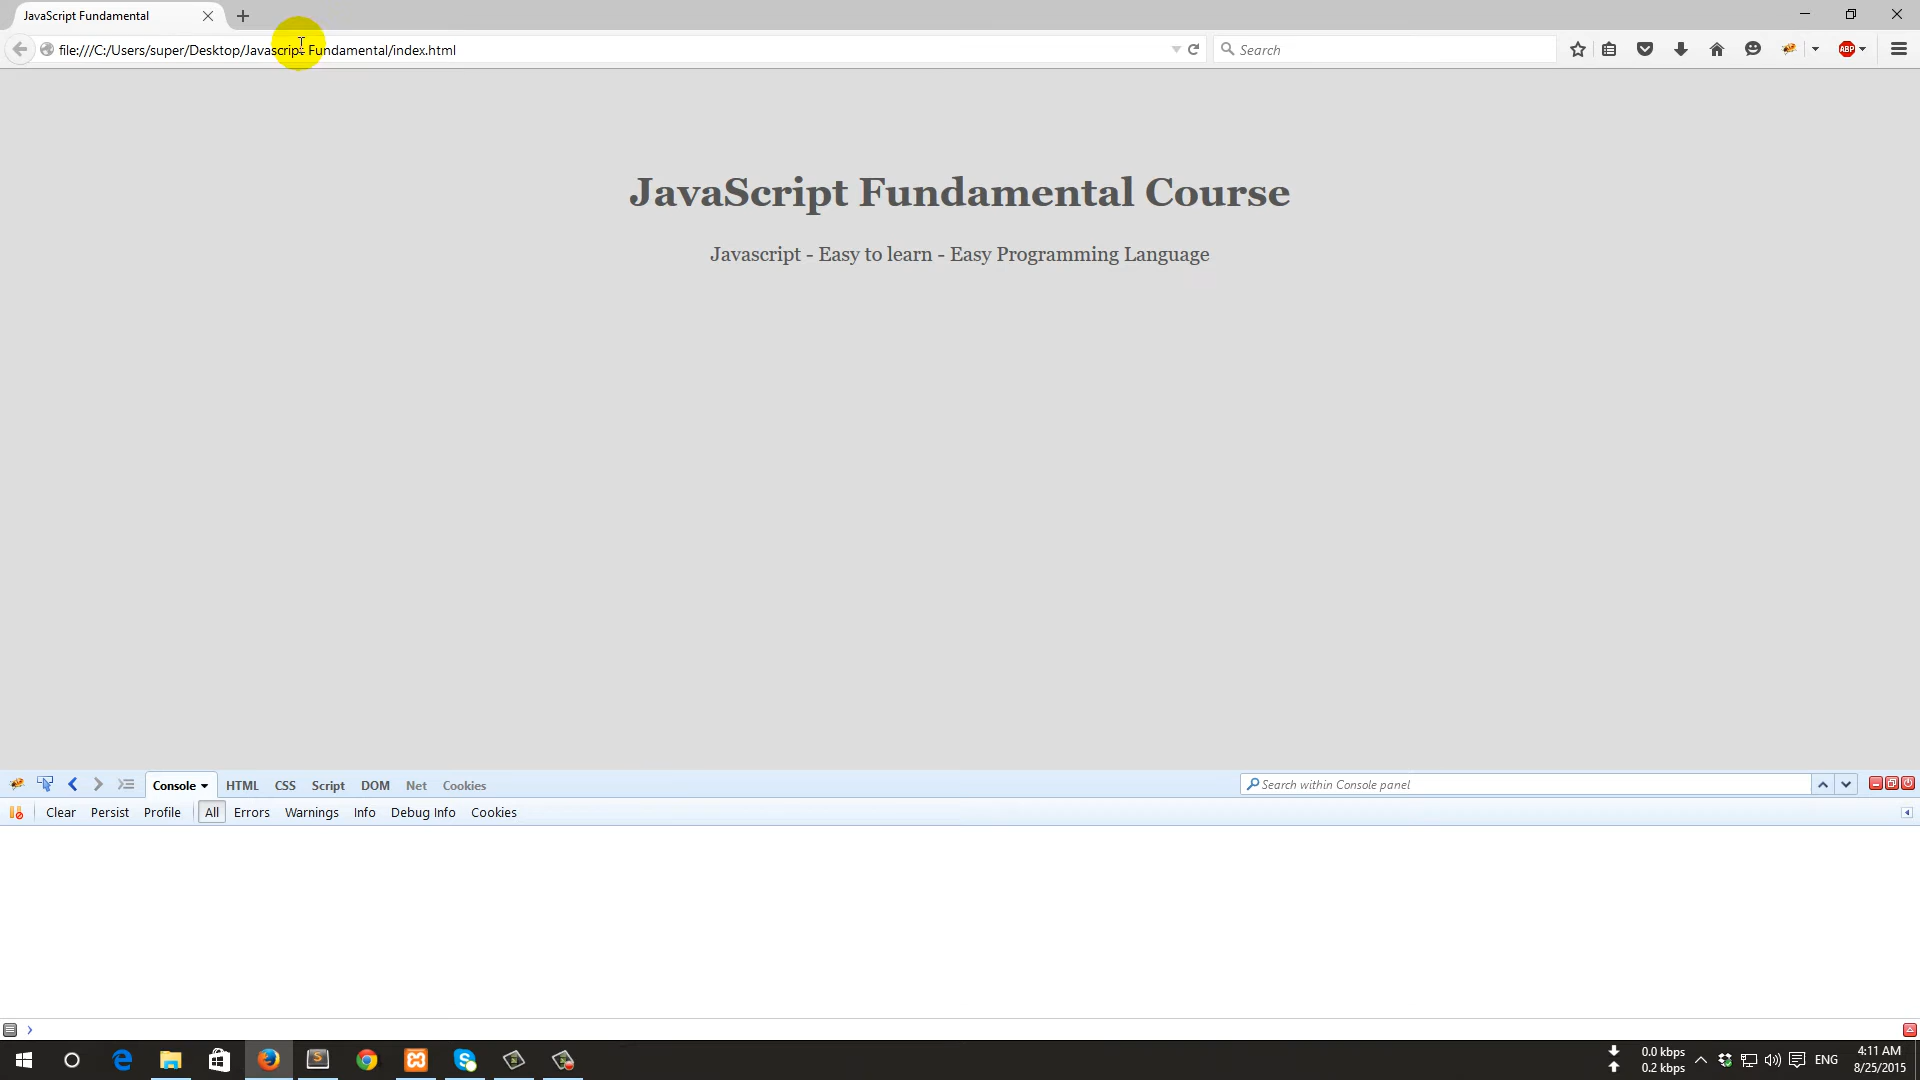 JavaScript Fundamental
file:///C:/Users/super/Desktop/Javascript Fundamental/index.html
Search
ABP
JavaScript Fundamental Course
Javascript - Easy to learn - Easy Programming Language
Console HTML CSS Script DOM Net Cookies
Search within Console panel
Clear Persist Profile All Errors Warnings Info Debug Info Cookies
0.0 kbps
0.2 kbps
ENG
4:11 AM
8/25/2015